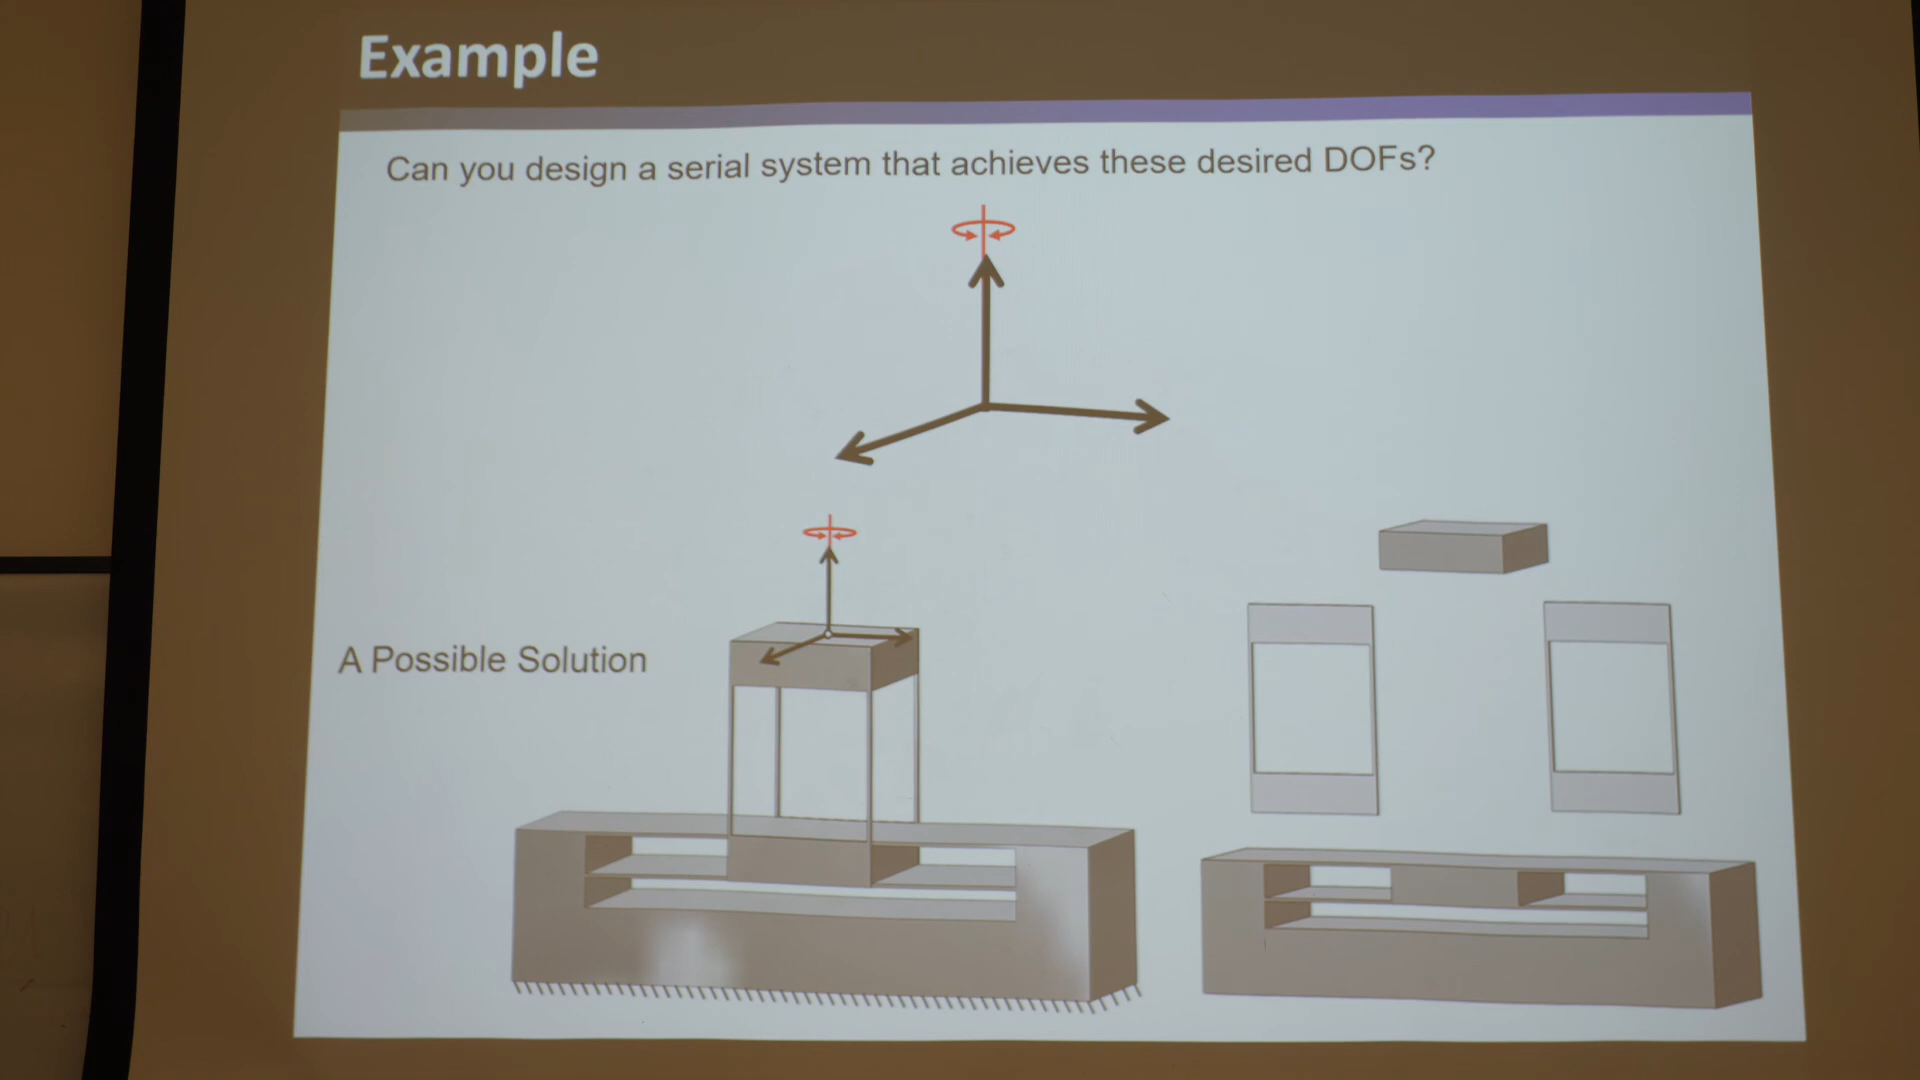 Example
Can you design a serial system that achieves these desired DOFs?
A Possible Solution